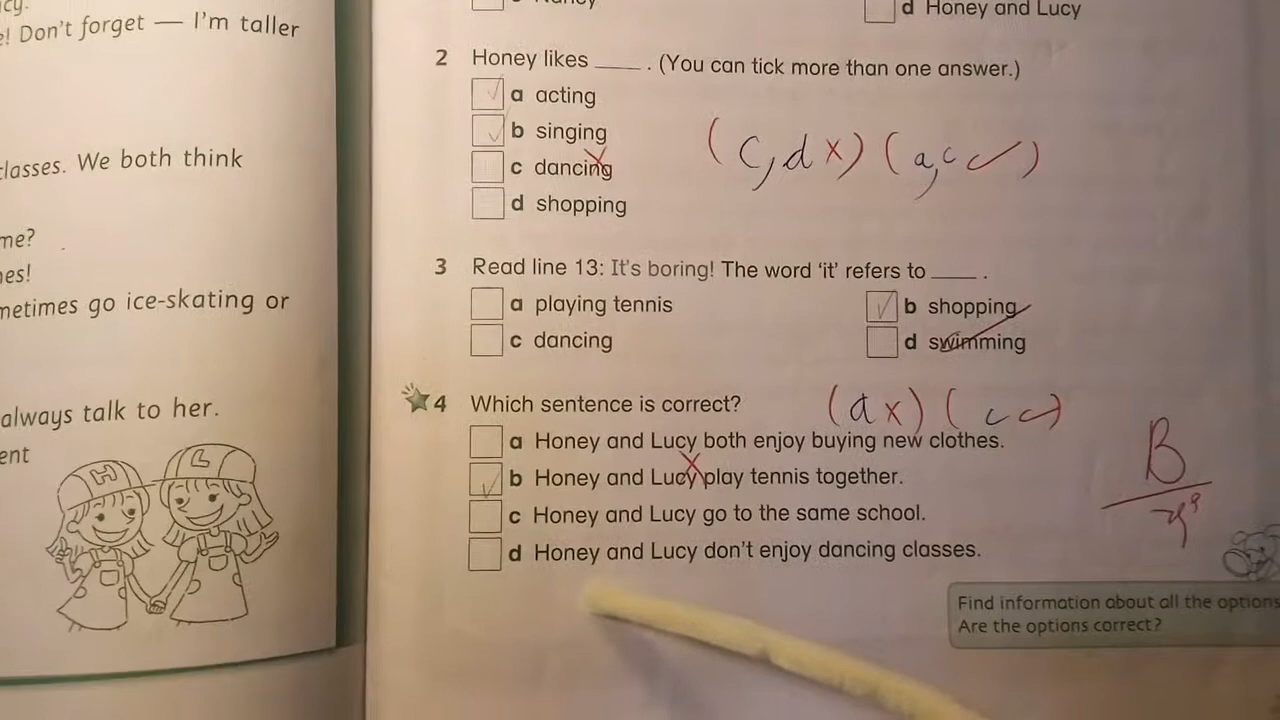 cy.
d Honey and Lucy
e! Don't forget — I'm taller
2 Honey likes ____ . (You can tick more than one answer.)
a acting
b singing
c dancing
d shopping
(c,d x) (a,c ✓)
classes. We both think
me?
nes!
metimes go ice-skating or
3 Read line 13: It's boring! The word 'it' refers to ____ .
a playing tennis
b shopping
c dancing
d swimming
always talk to her.
ent
H L
4 Which sentence is correct?
a Honey and Lucy both enjoy buying new clothes.
b Honey and Lucy play tennis together.
c Honey and Lucy go to the same school.
d Honey and Lucy don't enjoy dancing classes.
B
Find information about all the options
Are the options correct?